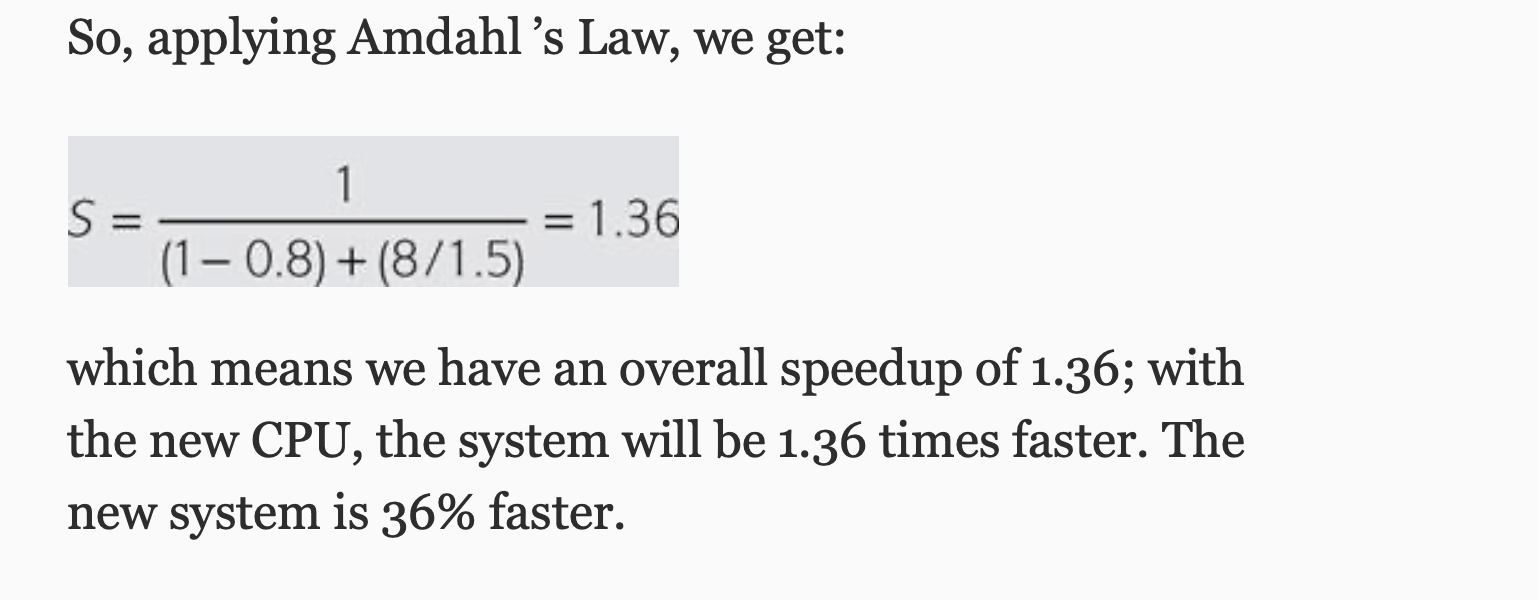 So, applying Amdahl ’s Law, we get:
S = 1 / (1 – 0.8) + (8/1.5) = 1.36
which means we have an overall speedup of 1.36; with
the new CPU, the system will be 1.36 times faster. The
new system is 36% faster.